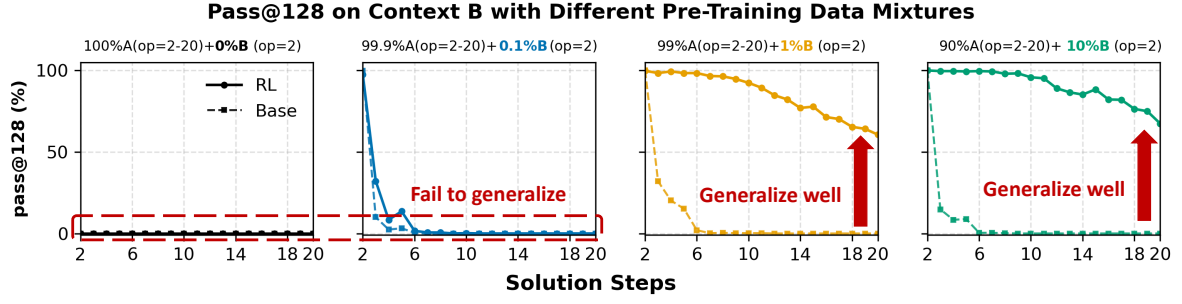 Pass@128 on Context B with Different Pre-Training Data Mixtures
100%A(op=2-20)+0%B (op=2)
99.9%A(op=2-20)+0.1%B(op=2)
99%A(op=2-20)+1%B(op=2)
90%A(op=2-20)+ 10%B (op=2)
pass@128 (%)
100
50
0
RL
Base
Fail to generalize
Generalize well
Generalize well
2 6 10 14 18 20
2 6 10 14 18 20
2 6 10 14 18 20
2 6 10 14 18 20
Solution Steps